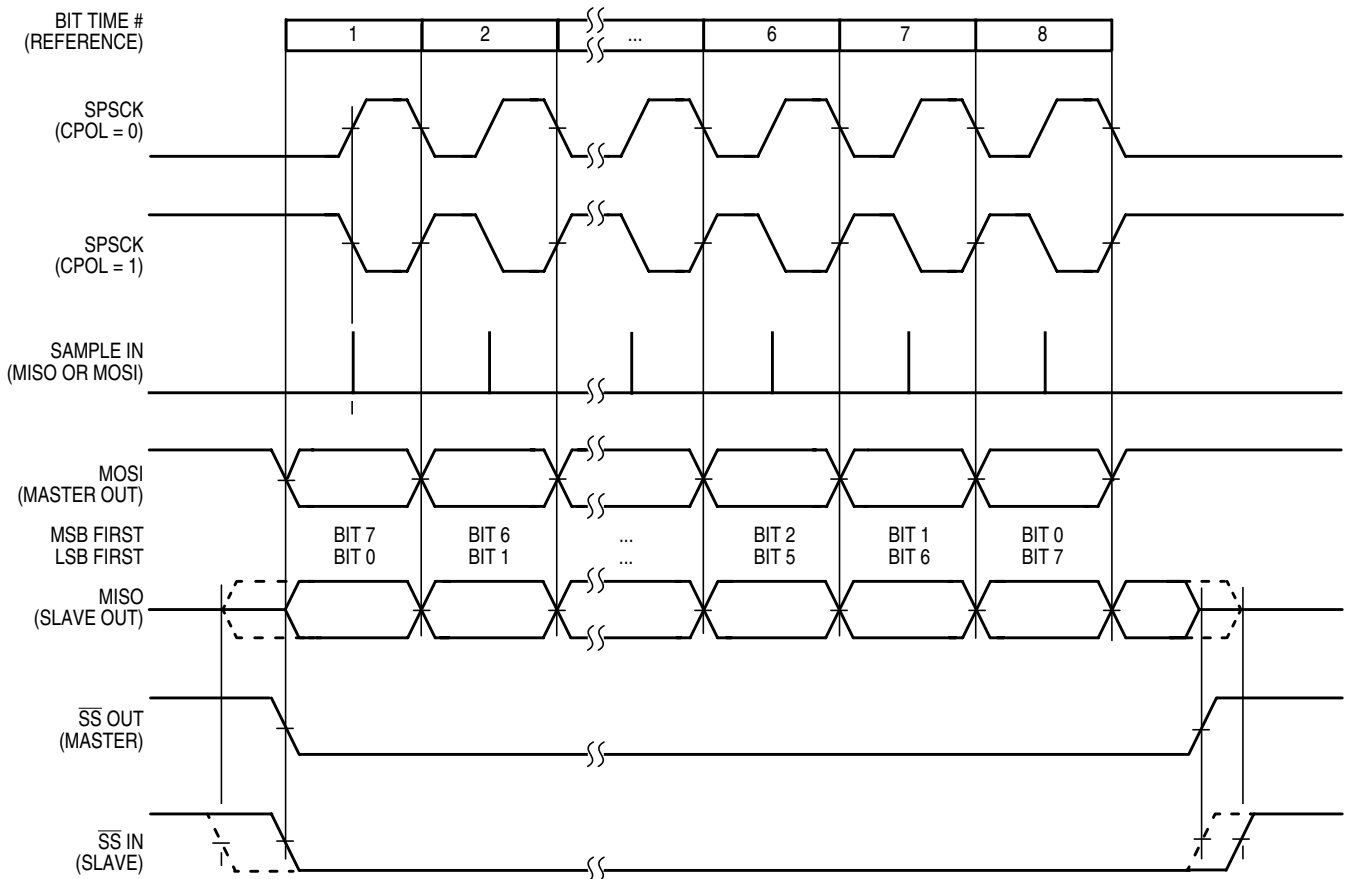 BIT TIME #
(REFERENCE)
1 2 ... 6 7 8
SPSCK
(CPOL = 0)
SPSCK
(CPOL = 1)
SAMPLE IN
(MISO OR MOSI)
MOSI
(MASTER OUT)
MSB FIRST BIT 7 BIT 6 ... BIT 2 BIT 1 BIT 0
LSB FIRST BIT 0 BIT 1 ... BIT 5 BIT 6 BIT 7
MISO
(SLAVE OUT)
S̅S̅ OUT
(MASTER)
S̅S̅ IN
(SLAVE)